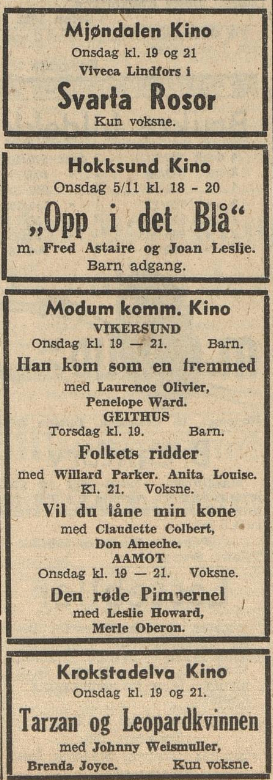 Mjøndalen Kino
Onsdag kl. 19 og 21
Viveca Lindfors i
Svarta Rosor
Kun voksne.
Hokksund Kino
Onsdag 5/11 kl. 18 - 20
„Opp i det Blå“
m. Fred Astaire og Joan Leslie.
Barn adgang.
Modum komm. Kino
VIKERSUND
Onsdag kl. 19 — 21. Barn.
Han kom som en fremmed
med Laurence Olivier,
Penelope Ward.
GEITHUS
Torsdag kl. 19. Barn.
Folkets ridder
med Willard Parker. Anita Louise.
Kl. 21. Voksne.
Vil du låne min kone
med Claudette Colbert,
Don Ameche.
AAMOT
Onsdag kl. 19 — 21. Voksne.
Den røde Pimpernel
med Leslie Howard,
Merle Oberon.
Krokstadelva Kino
Onsdag kl. 19 og 21.
Tarzan og Leopardkvinnen
med Johnny Weismuller,
Brenda Joyce. Kun voksne.